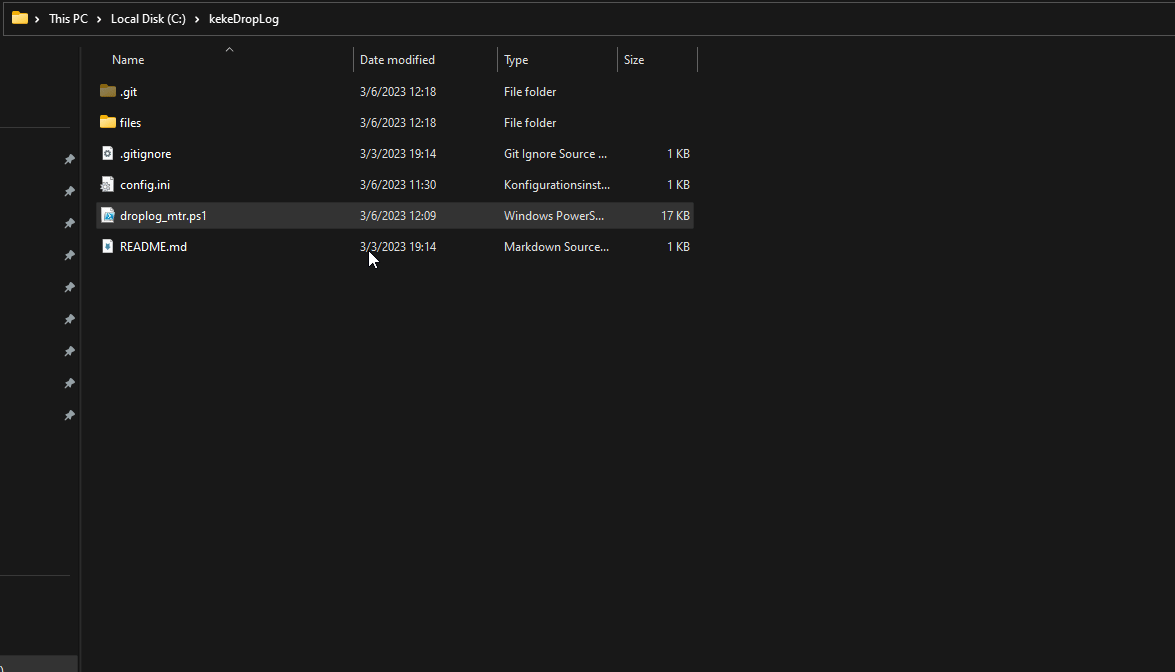 This PC > Local Disk (C:) > kekeDropLog
Name Date modified Type Size
.git 3/6/2023 12:18 File folder
files 3/6/2023 12:18 File folder
.gitignore 3/3/2023 19:14 Git Ignore Source ... 1 KB
config.ini 3/6/2023 11:30 Konfigurationsinst... 1 KB
droplog_mtr.ps1 3/6/2023 12:09 Windows PowerS... 17 KB
README.md 3/3/2023 19:14 Markdown Source... 1 KB